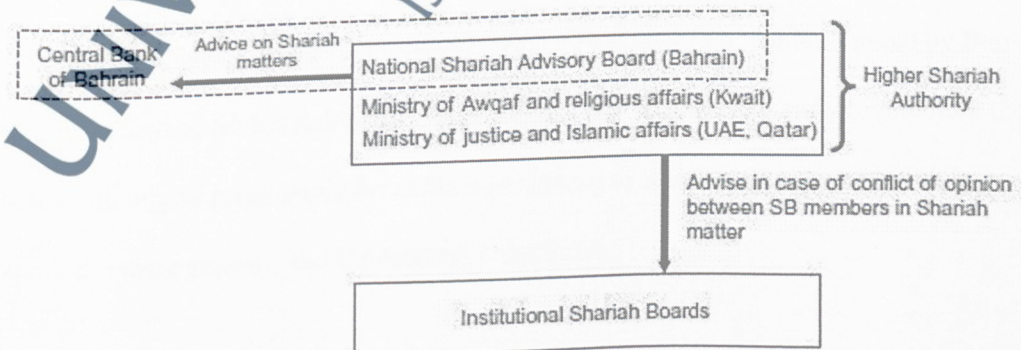 Central Bank
of Bahrain
Advice on Shariah
matters
National Shariah Advisory Board (Bahrain)
Ministry of Awqaf and religious affairs (Kwait)
Ministry of justice and Islamic affairs (UAE, Qatar)
Higher Shariah
Authority
Advise in case of conflict of opinion
between SB members in Shariah
matter
Institutional Shariah Boards